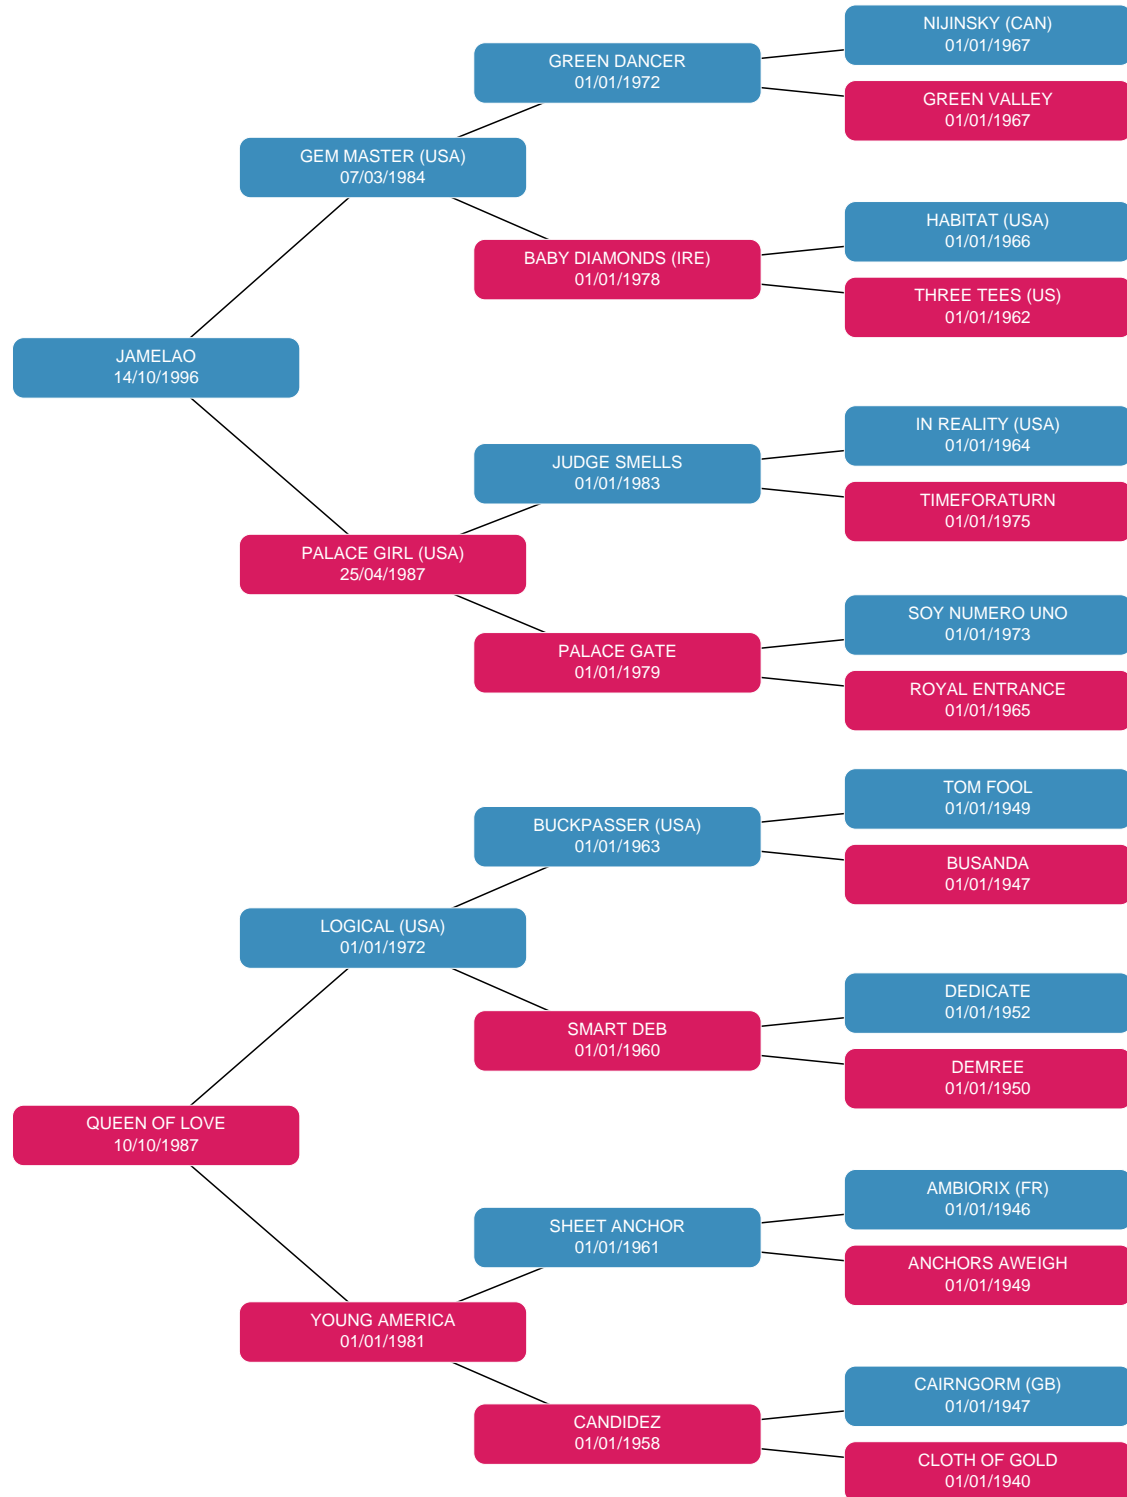 NIJINSKY (CAN)
01/01/1967
GREEN DANCER
01/01/1972
GREEN VALLEY
01/01/1967
GEM MASTER (USA)
07/03/1984
HABITAT (USA)
01/01/1966
BABY DIAMONDS (IRE)
01/01/1978
THREE TEES (US)
01/01/1962
JAMELAO
14/10/1996
IN REALITY (USA)
01/01/1964
JUDGE SMELLS
01/01/1983
TIMEFORATURN
01/01/1975
PALACE GIRL (USA)
25/04/1987
SOY NUMERO UNO
01/01/1973
PALACE GATE
01/01/1979
ROYAL ENTRANCE
01/01/1965
TOM FOOL
01/01/1949
BUCKPASSER (USA)
01/01/1963
BUSANDA
01/01/1947
LOGICAL (USA)
01/01/1972
DEDICATE
01/01/1952
SMART DEB
01/01/1960
DEMREE
01/01/1950
QUEEN OF LOVE
10/10/1987
AMBIORIX (FR)
01/01/1946
SHEET ANCHOR
01/01/1961
ANCHORS AWEIGH
01/01/1949
YOUNG AMERICA
01/01/1981
CAIRNGORM (GB)
01/01/1947
CANDIDEZ
01/01/1958
CLOTH OF GOLD
01/01/1940